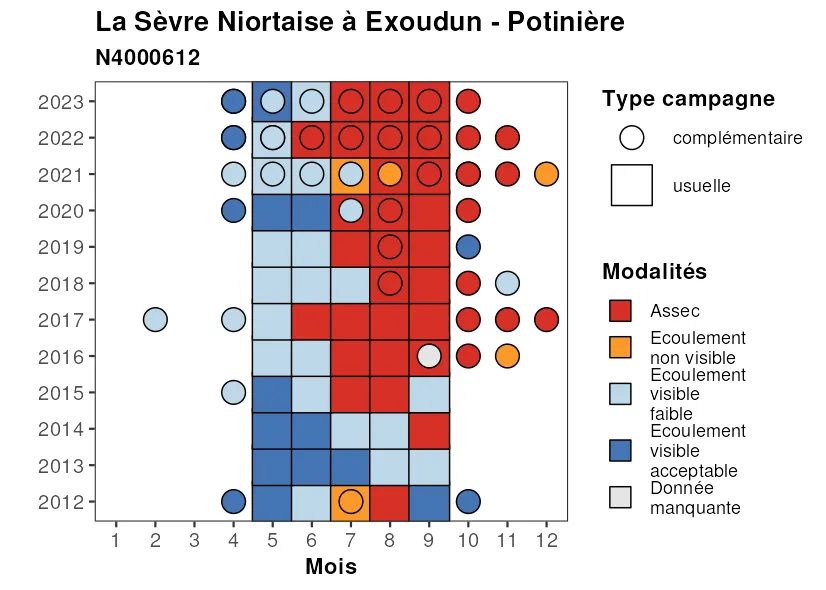 La Sèvre Niortaise à Exoudun - Potinière
N4000612
2023
2022
2021
2020
2019
2018
2017
2016
2015
2014
2013
2012
1 2 3 4 5 6 7 8 9 10 11 12
Mois
Type campagne
complémentaire
usuelle
Modalités
Assec
Ecoulement
non visible
Ecoulement
visible
faible
Ecoulement
visible
acceptable
Donnée
manquante